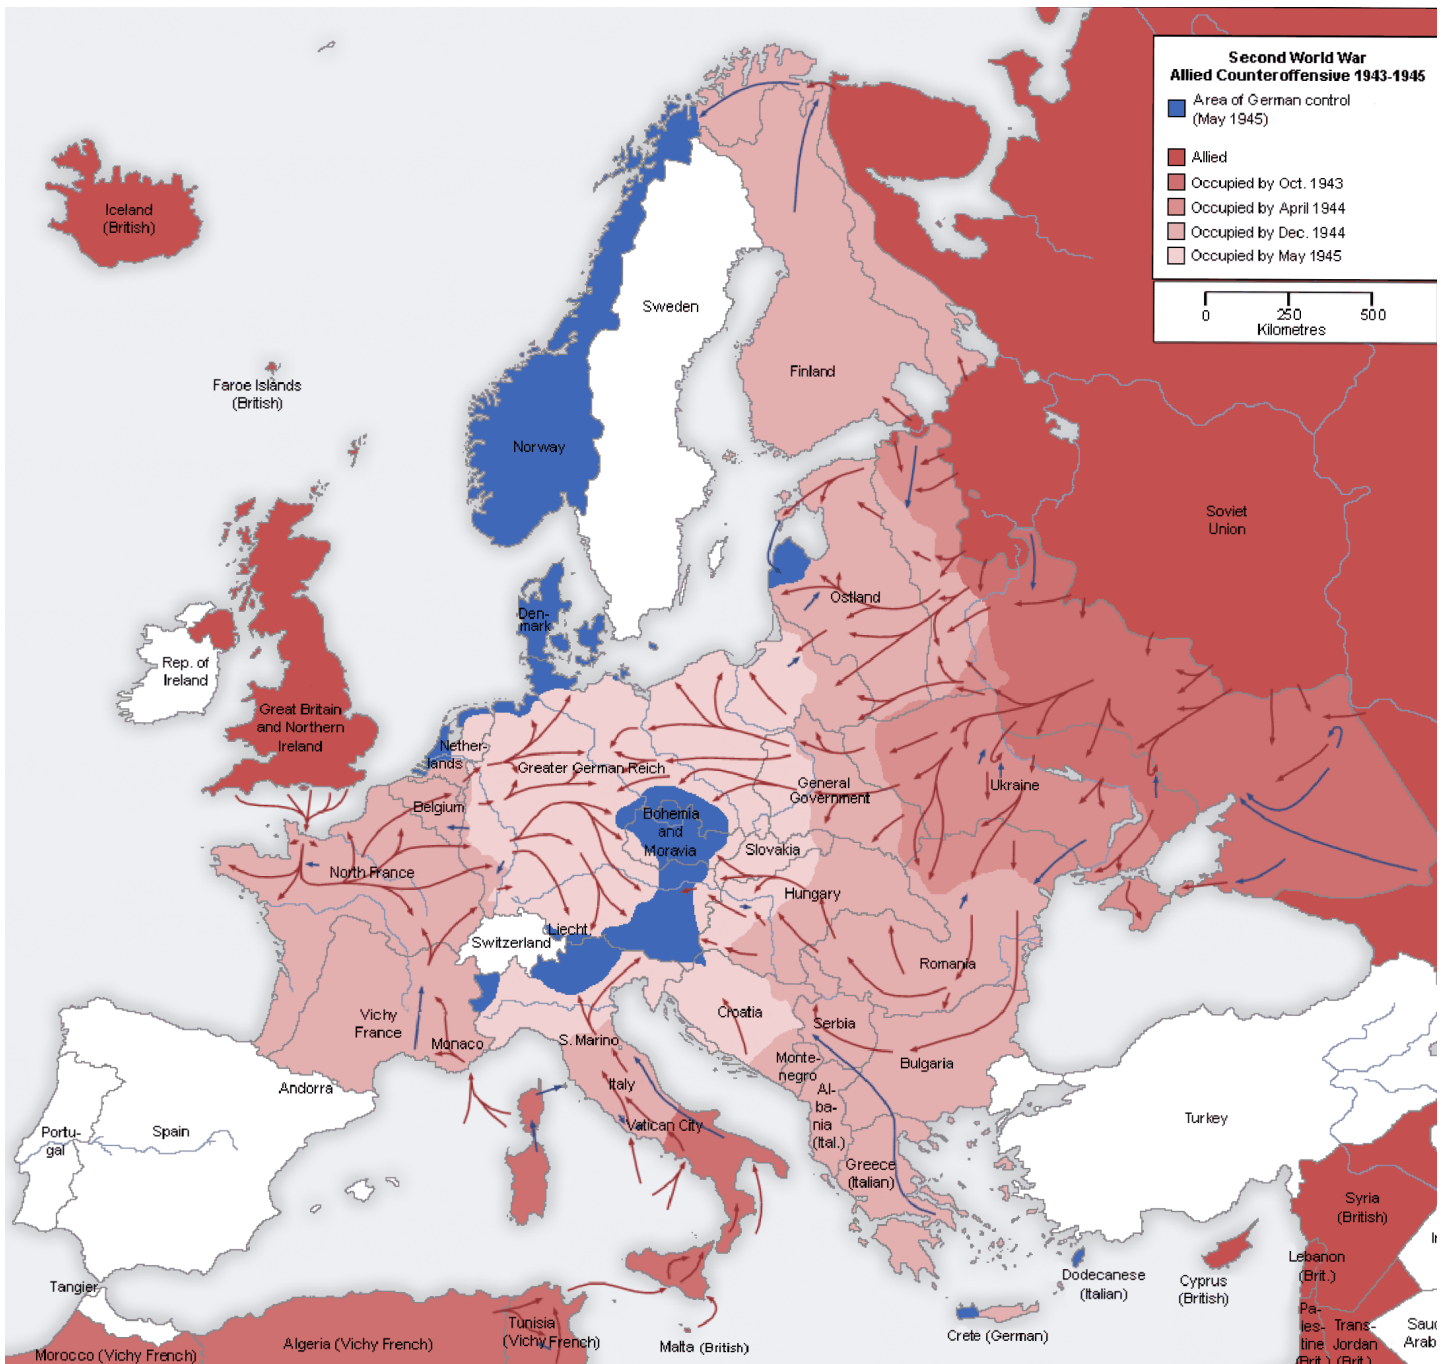 Second World War
Allied Counteroffensive 1943-1945
Area of German control
(May 1945)
Allied
Occupied by Oct. 1943
Occupied by April 1944
Occupied by Dec. 1944
Occupied by May 1945
0 250 500
Kilometres
Iceland
(British)
Faroe Islands
(British)
Sweden
Finland
Norway
Soviet
Union
Den-
mark
Ostland
Rep. of
Ireland
Great Britain
and Northern
Ireland
Nether-
lands
Belgium
Greater German Reich
General
Government
Ukraine
Bohemia
and
Moravia
Slovakia
North France
Hungary
Switzerland
Liecht.
Romania
Vichy
France
Monaco
S. Marino
Croatia
Serbia
Bulgaria
Monte-
negro
Italy
Vatican City
Al-
ba-
nia
(Ital.)
Greece
(Italian)
Andorra
Portu-
gal
Spain
Turkey
Syria
(British)
Lebanon
(Brit.)
Cyprus
(British)
Dodecanese
(Italian)
Crete (German)
Tangier
Morocco (Vichy French)
Algeria (Vichy French)
Tunisia
(Vichy French)
Malta (British)
Pa-
les-
tine
(Brit.)
Trans-
Jordan
(Brit.)
Saud
Arab